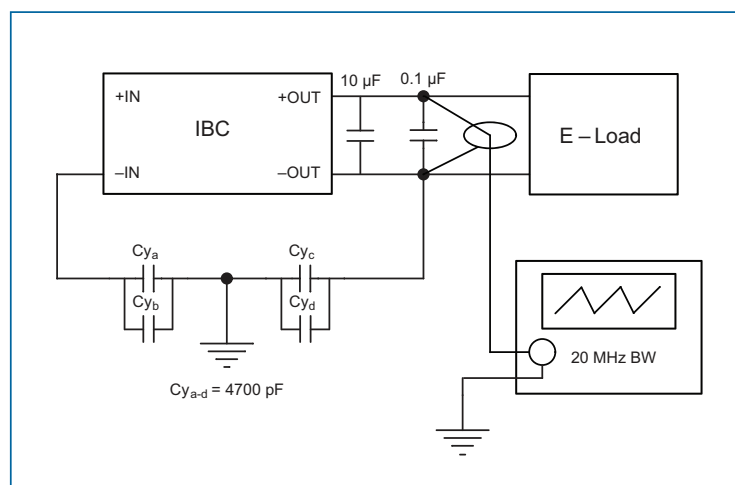 10 µF
0.1 µF
+IN
+OUT
IBC
E – Load
–IN
–OUT
Cya
Cyc
Cyb
Cyd
20 MHz BW
Cya-d = 4700 pF